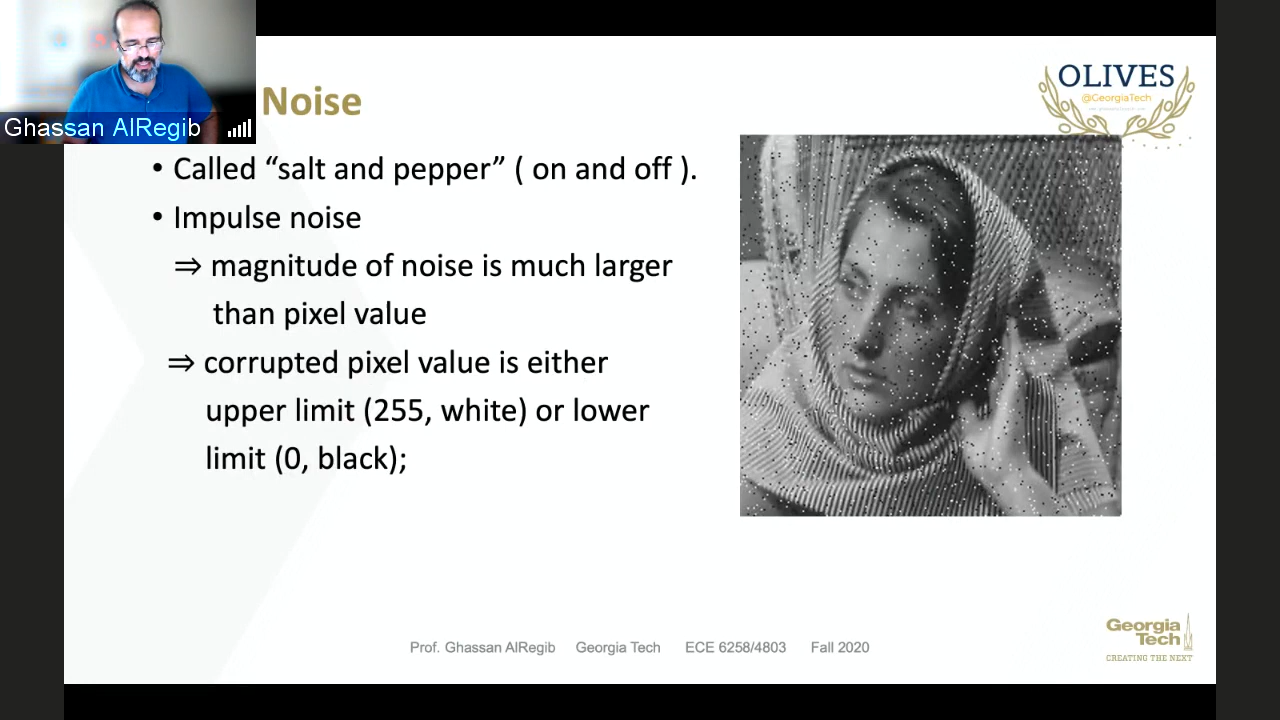 Ghassan AlRegib
Noise
OLIVES
@GeorgiaTech
• Called “salt and pepper” ( on and off ).
• Impulse noise
⇒ magnitude of noise is much larger
than pixel value
⇒ corrupted pixel value is either
upper limit (255, white) or lower
limit (0, black);
Prof. Ghassan AlRegib Georgia Tech ECE 6258/4803 Fall 2020
Georgia
Tech
CREATING THE NEXT